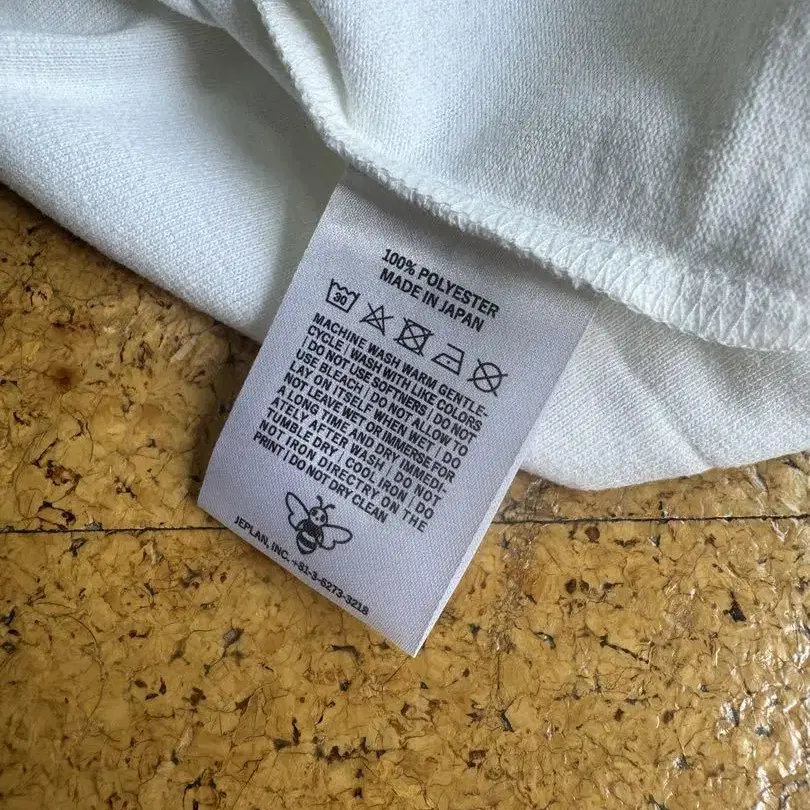 100% POLYESTER
MADE IN JAPAN
30
MACHINE WASH WARM GENTLE-
CYCLE | WASH WITH LIKE COLORS
| DO NOT USE SOFTNERS | DO NOT
USE BLEACH | DO NOT ALLOW TO
LAY ON ITSELF WHEN WET | DO
NOT LEAVE WET OR IMMERSE FOR
A LONG TIME AND DRY IMMEDI-
ATELY AFTER WASH | DO NOT
TUMBLE DRY | COOL IRON | DO
NOT IRON DIRECTRY ON THE
PRINT | DO NOT DRY CLEAN
JEPLAN, INC. +81-3-6273-3218